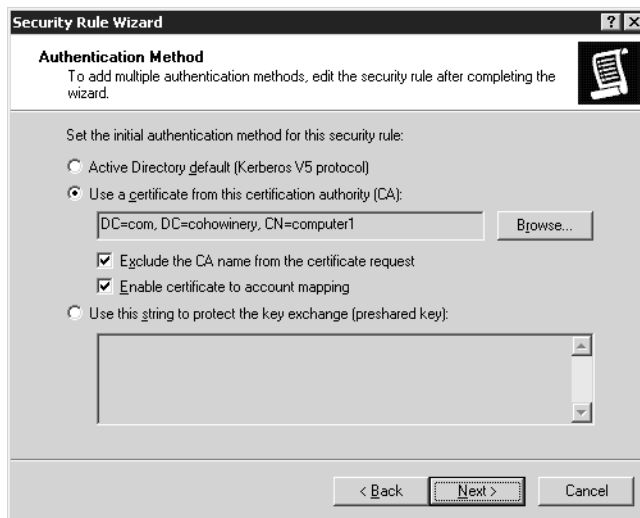 Security Rule Wizard
Authentication Method
To add multiple authentication methods, edit the security rule after completing the
wizard.
Set the initial authentication method for this security rule:
Active Directory default (Kerberos V5 protocol)
Use a certificate from this certification authority (CA):
DC=com, DC=cohowinery, CN=computer1
Browse...
Exclude the CA name from the certificate request
Enable certificate to account mapping
Use this string to protect the key exchange (preshared key):
< Back Next > Cancel